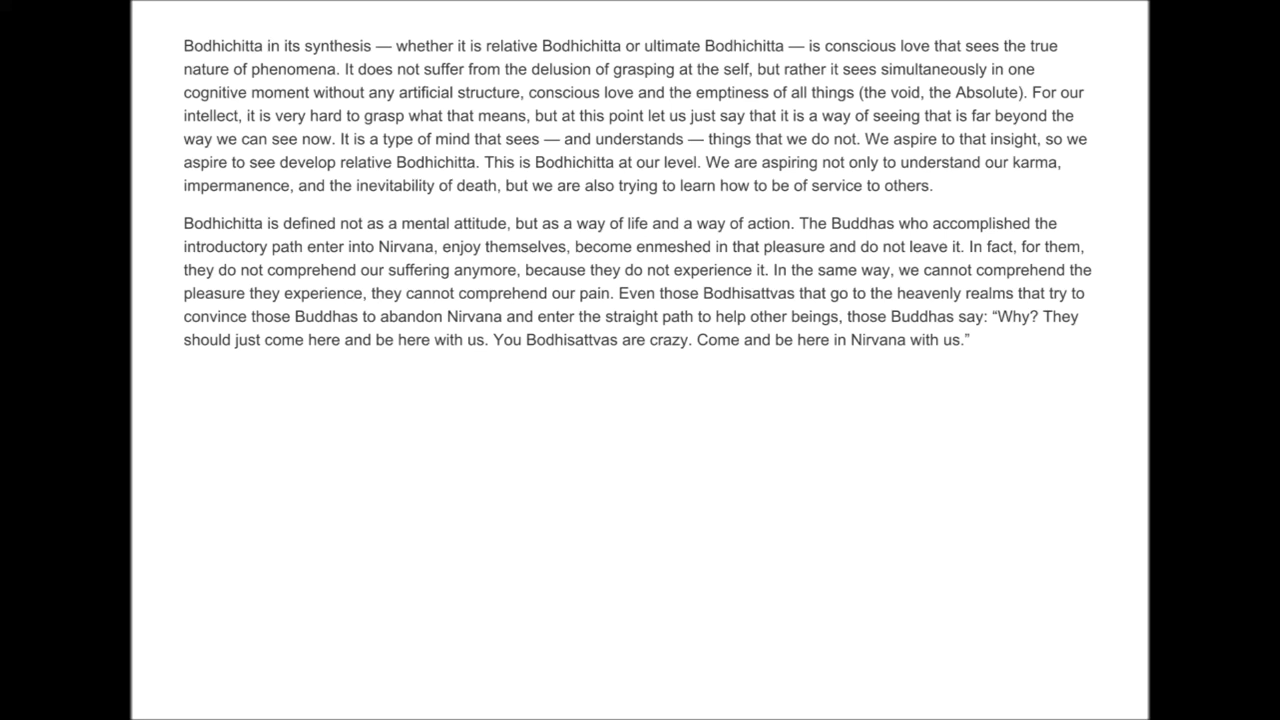 Bodhichitta in its synthesis — whether it is relative Bodhichitta or ultimate Bodhichitta — is conscious love that sees the true
nature of phenomena. It does not suffer from the delusion of grasping at the self, but rather it sees simultaneously in one
cognitive moment without any artificial structure, conscious love and the emptiness of all things (the void, the Absolute). For our
intellect, it is very hard to grasp what that means, but at this point let us just say that it is a way of seeing that is far beyond the
way we can see now. It is a type of mind that sees — and understands — things that we do not. We aspire to that insight, so we
aspire to see develop relative Bodhichitta. This is Bodhichitta at our level. We are aspiring not only to understand our karma,
impermanence, and the inevitability of death, but we are also trying to learn how to be of service to others.
Bodhichitta is defined not as a mental attitude, but as a way of life and a way of action. The Buddhas who accomplished the
introductory path enter into Nirvana, enjoy themselves, become enmeshed in that pleasure and do not leave it. In fact, for them,
they do not comprehend our suffering anymore, because they do not experience it. In the same way, we cannot comprehend the
pleasure they experience, they cannot comprehend our pain. Even those Bodhisattvas that go to the heavenly realms that try to
convince those Buddhas to abandon Nirvana and enter the straight path to help other beings, those Buddhas say: “Why? They
should just come here and be here with us. You Bodhisattvas are crazy. Come and be here in Nirvana with us.”